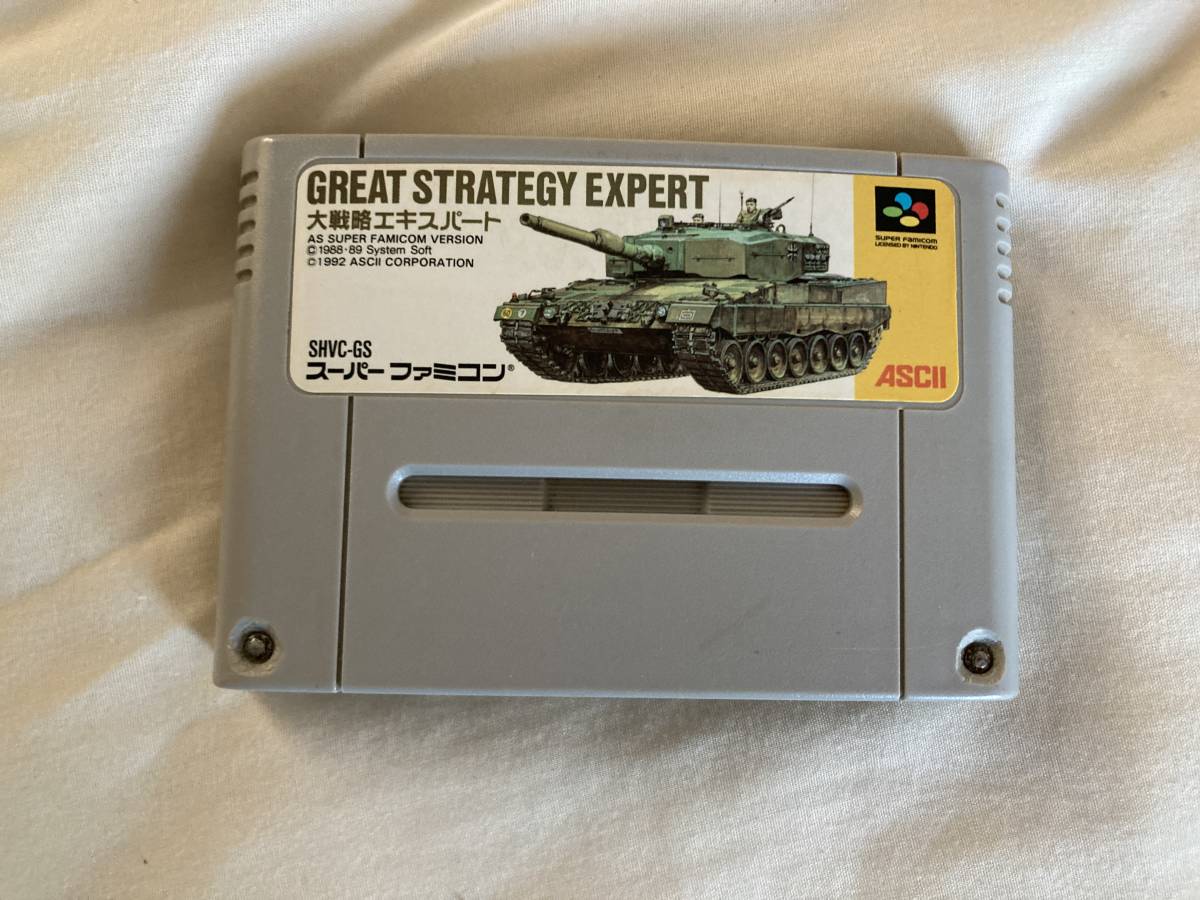 GREAT STRATEGY EXPERT
大戦略エキスパート
AS SUPER FAMICOM VERSION
©1988·89 System Soft
©1992 ASCII CORPORATION
SHVC-GS
スーパーファミコン®
SUPER FAMICOM
LICENSED BY NINTENDO
ASCII